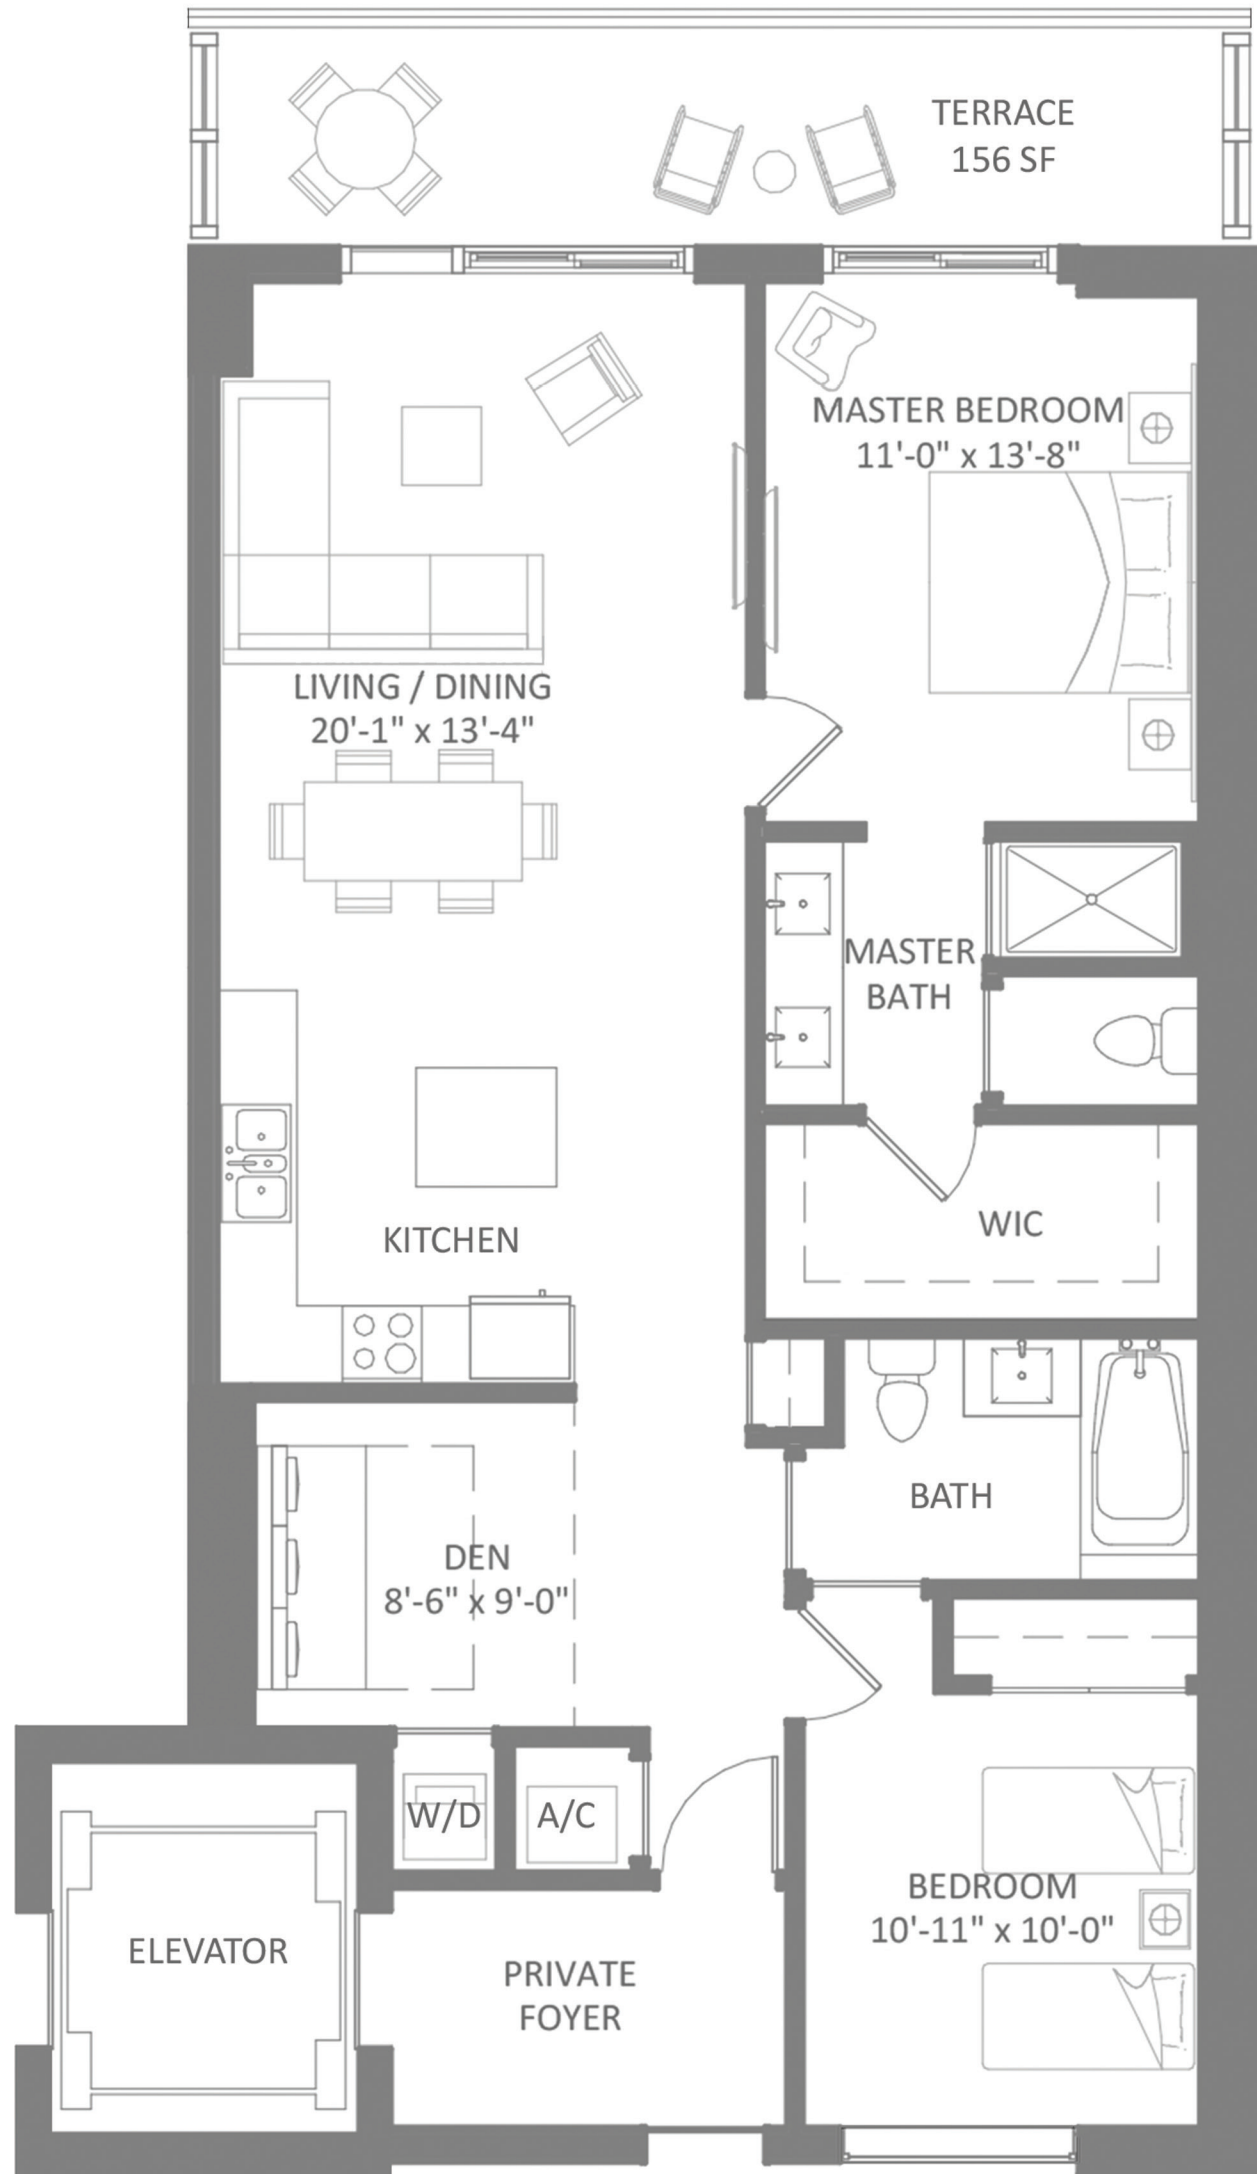 TERRACE
156 SF
MASTER BEDROOM
11'-0" x 13'-8"
LIVING / DINING
20'-1" x 13'-4"
MASTER
BATH
WIC
KITCHEN
BATH
DEN
8'-6" x 9'-0"
W/D
A/C
BEDROOM
10'-11" x 10'-0"
ELEVATOR
PRIVATE
FOYER